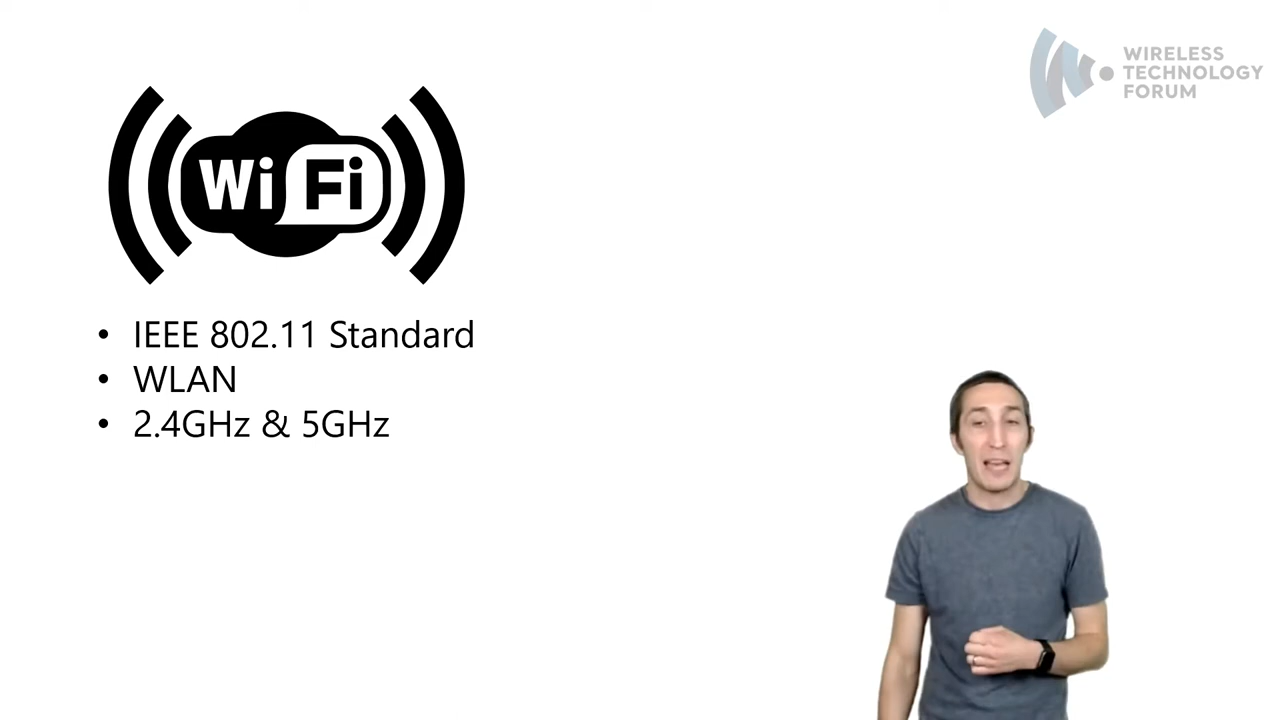 WIRELESS
TECHNOLOGY
FORUM
Wi Fi
IEEE 802.11 Standard
WLAN
2.4GHz & 5GHz